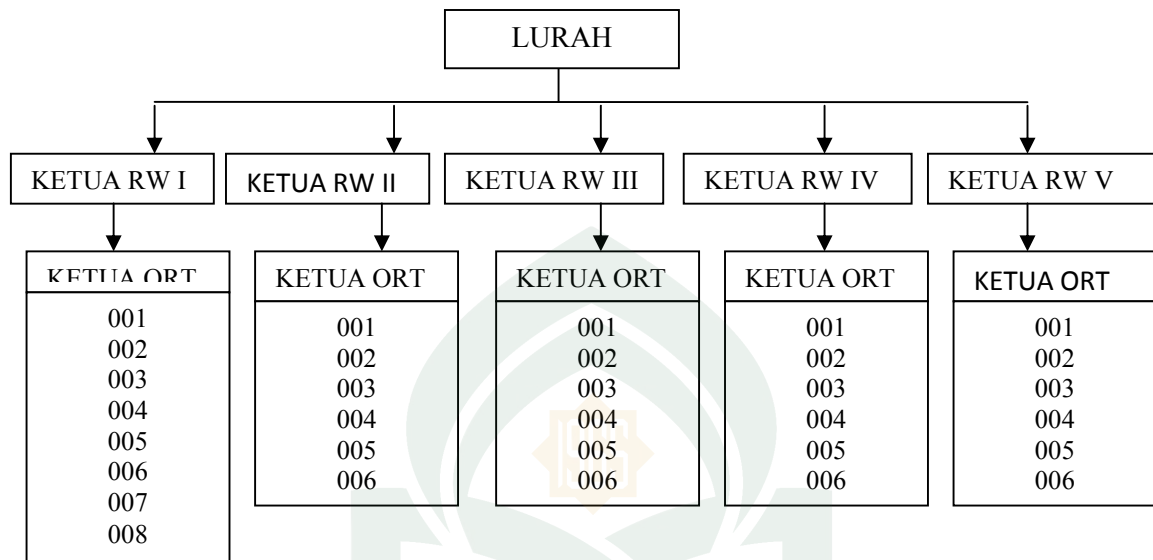 LURAH
KETUA RW I
KETUA RW II
KETUA RW III
KETUA RW IV
KETUA RW V
KETUA ORT
001
002
003
004
005
006
007
008
KETUA ORT
001
002
003
004
005
006
KETUA ORT
001
002
003
004
005
006
KETUA ORT
001
002
003
004
005
006
KETUA ORT
001
002
003
004
005
006